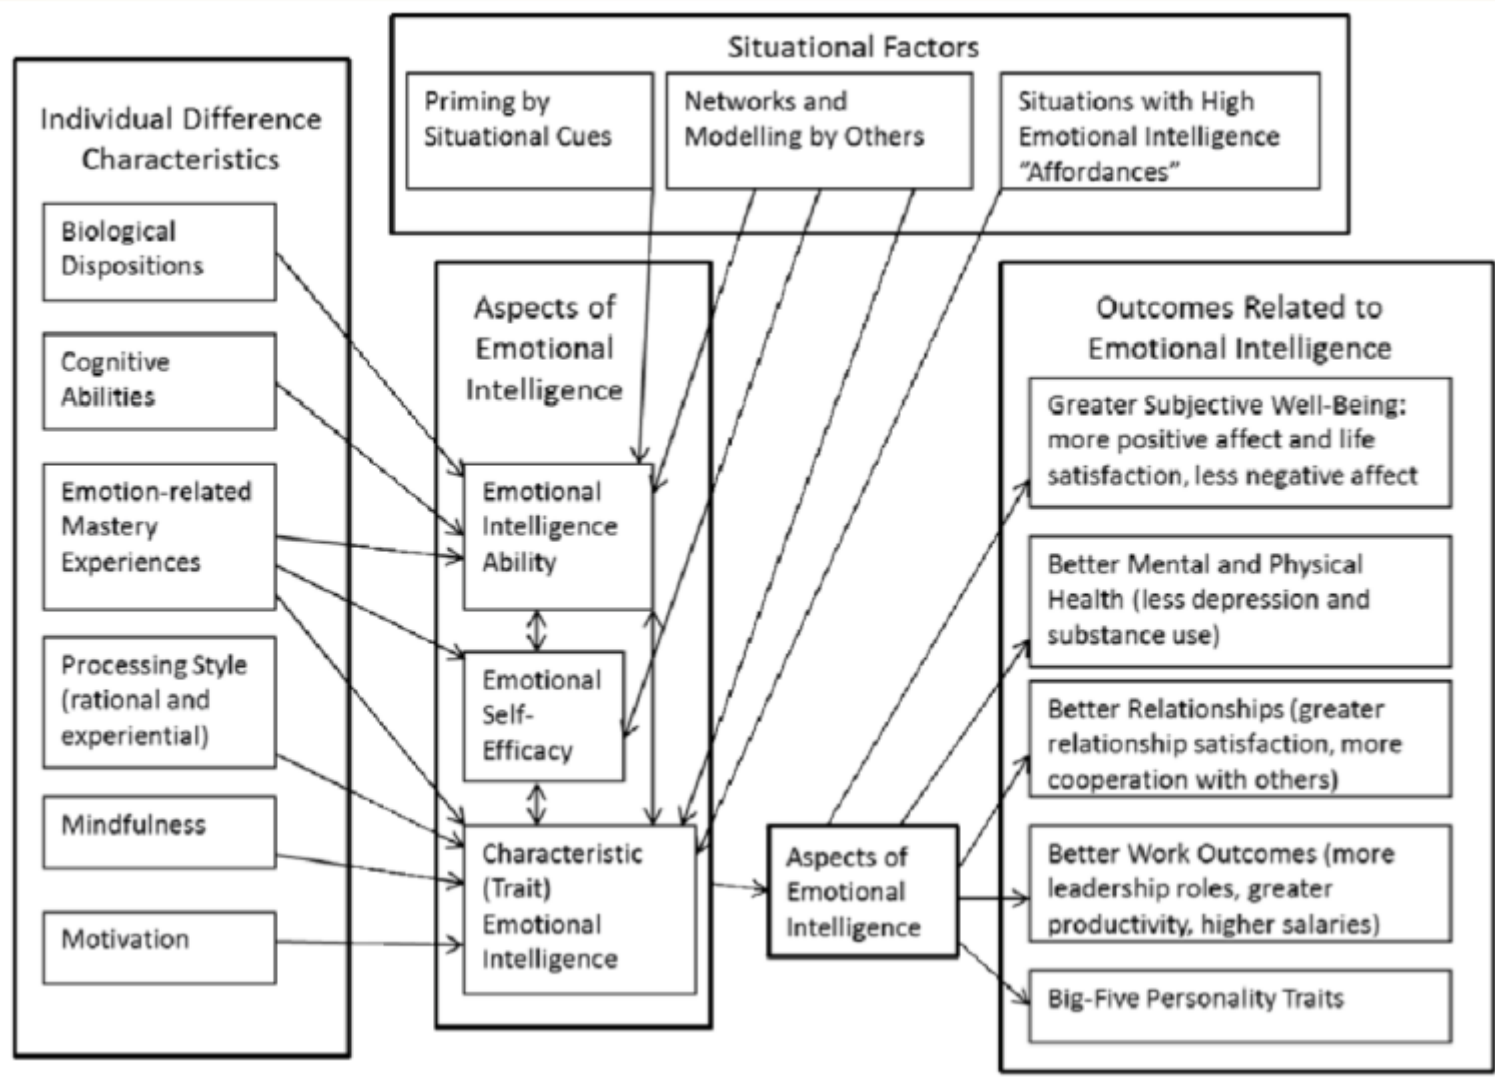 Situational Factors
Priming by
Situational Cues
Networks and
Modelling by Others
Situations with High
Emotional Intelligence
"Affordances"
Individual Difference
Characteristics
Biological
Dispositions
Cognitive
Abilities
Emotion-related
Mastery
Experiences
Processing Style
(rational and
experiential)
Mindfulness
Motivation
Aspects of
Emotional
Intelligence
Emotional
Intelligence
Ability
Emotional
Self-
Efficacy
Characteristic
(Trait)
Emotional
Intelligence
Aspects of
Emotional
Intelligence
Outcomes Related to
Emotional Intelligence
Greater Subjective Well-Being:
more positive affect and life
satisfaction, less negative affect
Better Mental and Physical
Health (less depression and
substance use)
Better Relationships (greater
relationship satisfaction, more
cooperation with others)
Better Work Outcomes (more
leadership roles, greater
productivity, higher salaries)
Big-Five Personality Traits